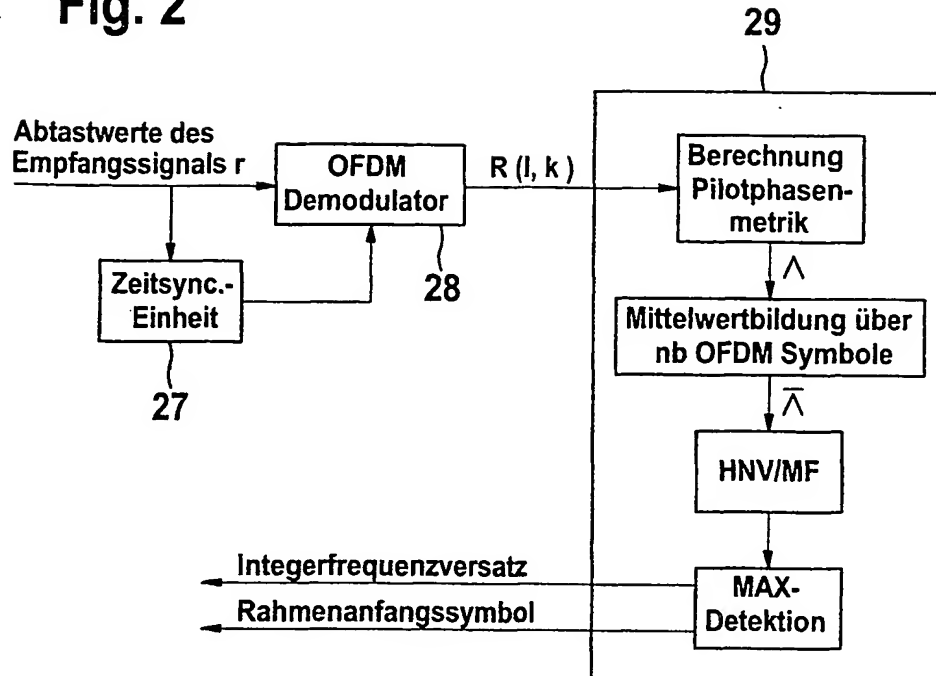 Fig. 2
29
Abtastwerte des
Empfangssignals r
OFDM
Demodulator
R (l, k )
28
Zeitsync.-
Einheit
27
Berechnung
Pilotphasen-
metrik
Λ
Mittelwertbildung über
nb OFDM Symbole
Λ̅
HNV/MF
MAX-
Detektion
Integerfrequenzversatz
Rahmenanfangssymbol